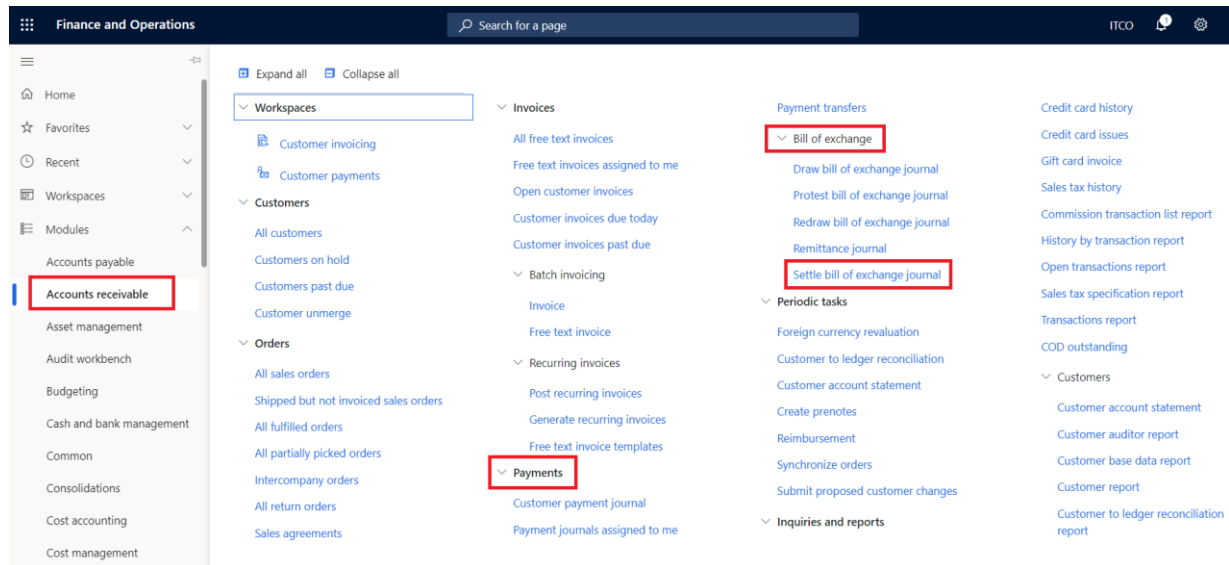 Finance and Operations
Search for a page
ITCO
1
Home
Favorites
Recent
Workspaces
Modules
Accounts payable
Accounts receivable
Asset management
Audit workbench
Budgeting
Cash and bank management
Common
Consolidations
Cost accounting
Cost management
Expand all
Collapse all
Workspaces
Customer invoicing
Customer payments
Customers
All customers
Customers on hold
Customers past due
Customer unmerge
Orders
All sales orders
Shipped but not invoiced sales orders
All fulfilled orders
All partially picked orders
Intercompany orders
All return orders
Sales agreements
Invoices
All free text invoices
Free text invoices assigned to me
Open customer invoices
Customer invoices due today
Customer invoices past due
Batch invoicing
Invoice
Free text invoice
Recurring invoices
Post recurring invoices
Generate recurring invoices
Free text invoice templates
Payments
Customer payment journal
Payment journals assigned to me
Payment transfers
Bill of exchange
Draw bill of exchange journal
Protest bill of exchange journal
Redraw bill of exchange journal
Remittance journal
Settle bill of exchange journal
Periodic tasks
Foreign currency revaluation
Customer to ledger reconciliation
Customer account statement
Create prenotes
Reimbursement
Synchronize orders
Submit proposed customer changes
Inquiries and reports
Credit card history
Credit card issues
Gift card invoice
Sales tax history
Commission transaction list report
History by transaction report
Open transactions report
Sales tax specification report
Transactions report
COD outstanding
Customers
Customer account statement
Customer auditor report
Customer base data report
Customer report
Customer to ledger reconciliation
report